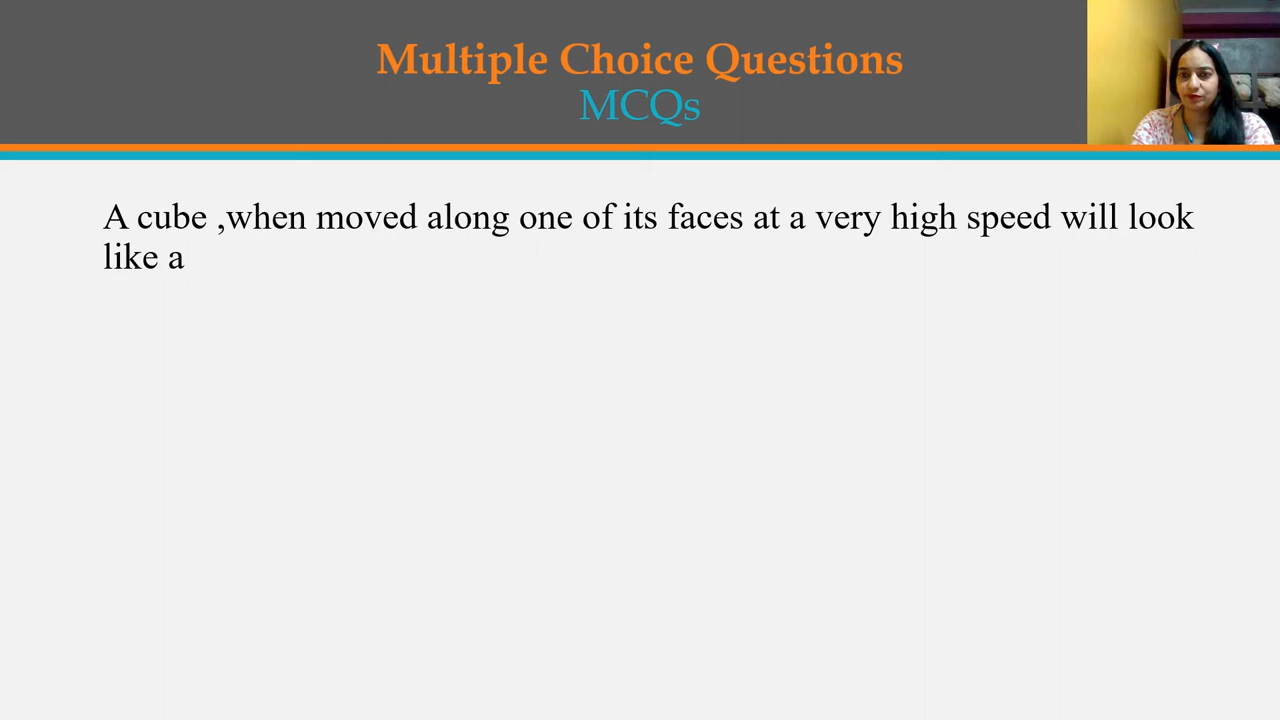 Multiple Choice Questions
MCQs
A cube ,when moved along one of its faces at a very high speed will look
like a